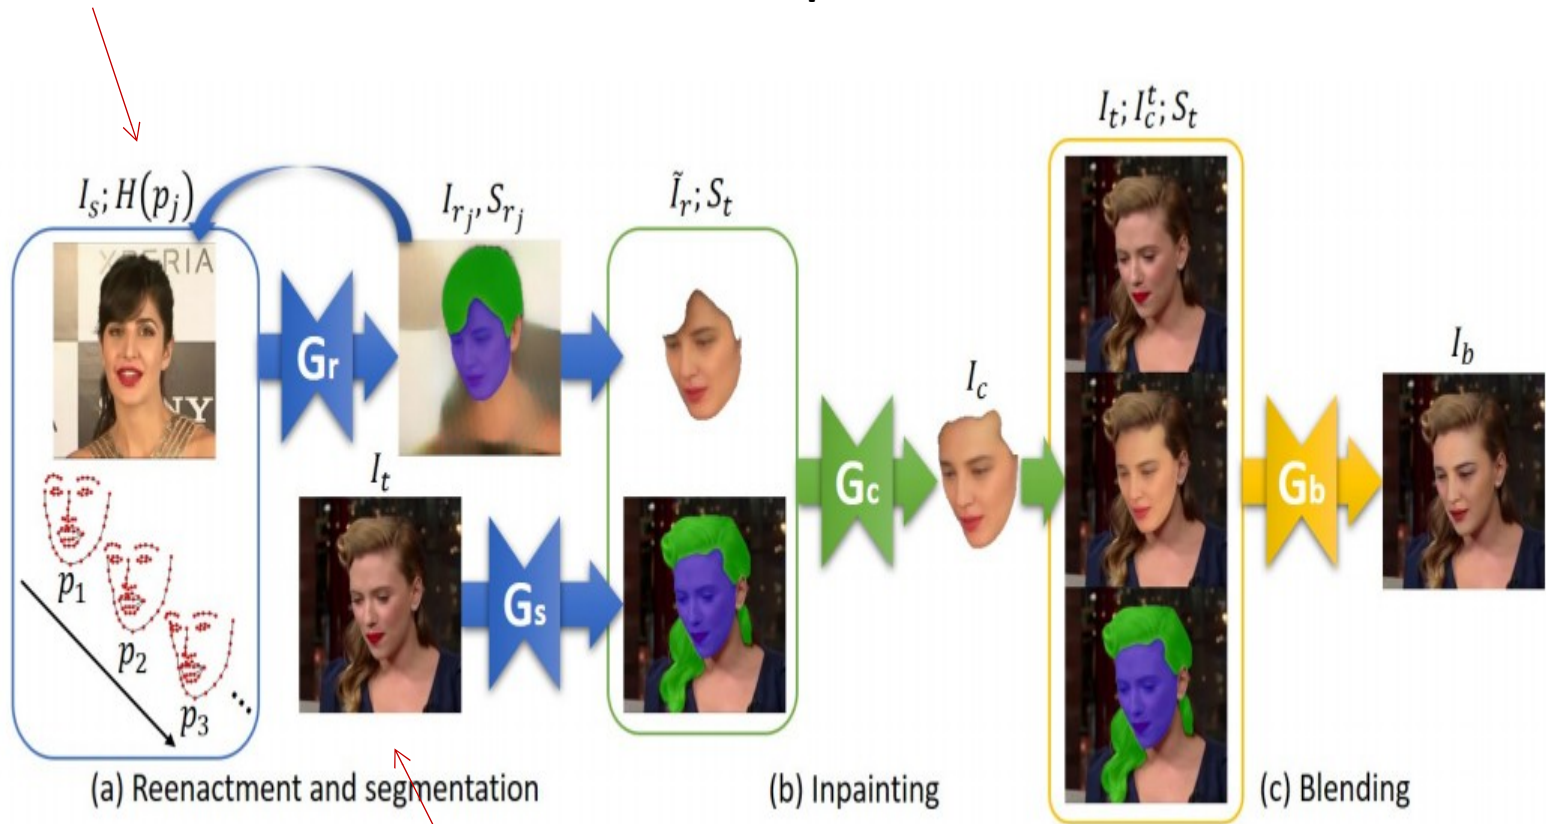 I_t; I_c^t; S_t
I_s; H(p_j)
I_{r_j}, S_{r_j}
Ĩ_r; S_t
XPERIA
I_b
G_r
I_c
NY
I_t
G_c
G_b
p_1
G_s
p_2
p_3
(a) Reenactment and segmentation
(b) Inpainting
(c) Blending